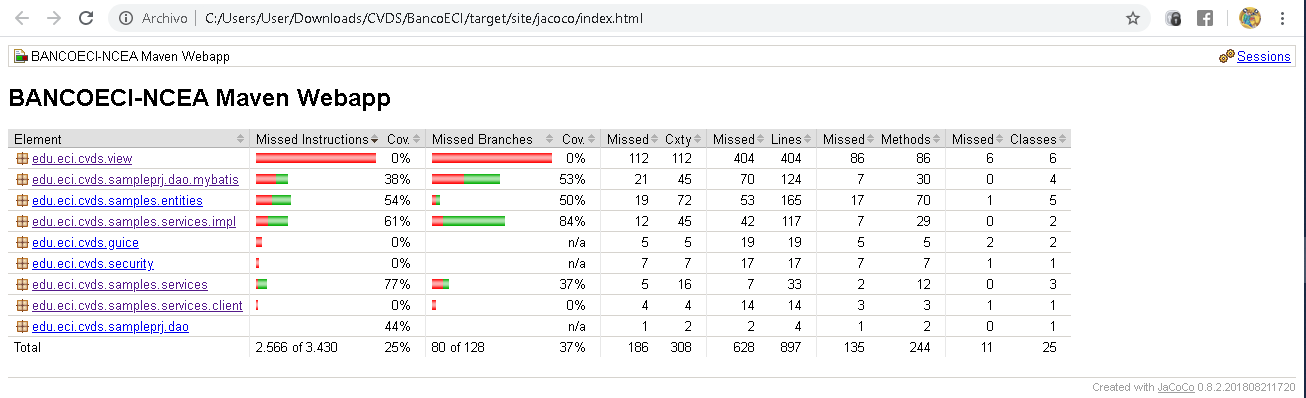 Archivo C:/Users/User/Downloads/CVDS/BancoECI/target/site/jacoco/index.html
BANCOECI-NCEA Maven Webapp Sessions
BANCOECI-NCEA Maven Webapp
Element Missed Instructions Cov. Missed Branches Cov. Missed Cxty Missed Lines Missed Methods Missed Classes
edu.eci.cvds.view 0% 0% 112 112 404 404 86 86 6 6
edu.eci.cvds.sampleprj.dao.mybatis 38% 53% 21 45 70 124 7 30 0 4
edu.eci.cvds.samples.entities 54% 50% 19 72 53 165 17 70 1 5
edu.eci.cvds.samples.services.impl 61% 84% 12 45 42 117 7 29 0 2
edu.eci.cvds.guice 0% n/a 5 5 19 19 5 5 2 2
edu.eci.cvds.security 0% n/a 7 7 17 17 7 7 1 1
edu.eci.cvds.samples.services 77% 37% 5 16 7 33 2 12 0 3
edu.eci.cvds.samples.services.client 0% 0% 4 4 14 14 3 3 1 1
edu.eci.cvds.sampleprj.dao 44% n/a 1 2 2 4 1 2 0 1
Total 2.566 of 3.430 25% 80 of 128 37% 186 308 628 897 135 244 11 25
Created with JaCoCo 0.8.2.201808211720